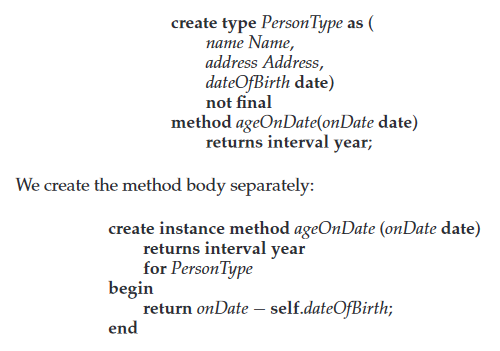 create type PersonType as (
name Name,
address Address,
dateOfBirth date)
not final
method ageOnDate(onDate date)
returns interval year;
We create the method body separately:
create instance method ageOnDate (onDate date)
returns interval year
for PersonType
begin
return onDate – self.dateOfBirth;
end